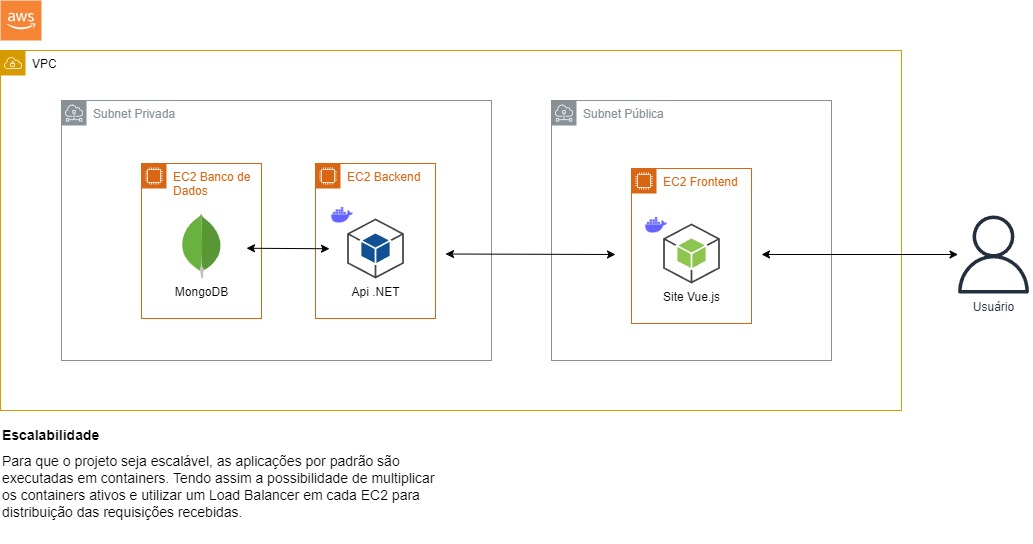 aws
VPC
Subnet Privada
Subnet Pública
EC2 Banco de
Dados
EC2 Backend
EC2 Frontend
MongoDB
Api .NET
Site Vue.js
Usuário
Escalabilidade
Para que o projeto seja escalável, as aplicações por padrão são
executadas em containers. Tendo assim a possibilidade de multiplicar
os containers ativos e utilizar um Load Balancer em cada EC2 para
distribuição das requisições recebidas.